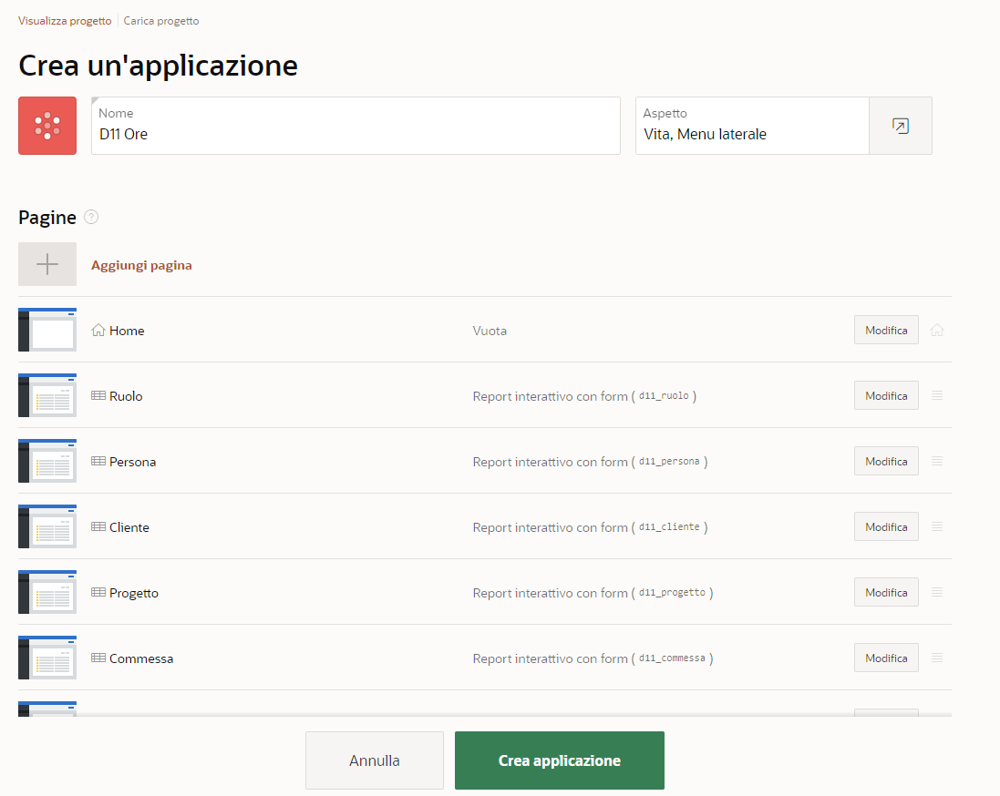 Visualizza progetto Carica progetto
Crea un'applicazione
Nome
D11 Ore
Aspetto
Vita, Menu laterale
Pagine ?
Aggiungi pagina
Home Vuota Modifica
Ruolo Report interattivo con form ( d11_ruolo ) Modifica
Persona Report interattivo con form ( d11_persona ) Modifica
Cliente Report interattivo con form ( d11_cliente ) Modifica
Progetto Report interattivo con form ( d11_progetto ) Modifica
Commessa Report interattivo con form ( d11_commessa ) Modifica
Annulla Crea applicazione